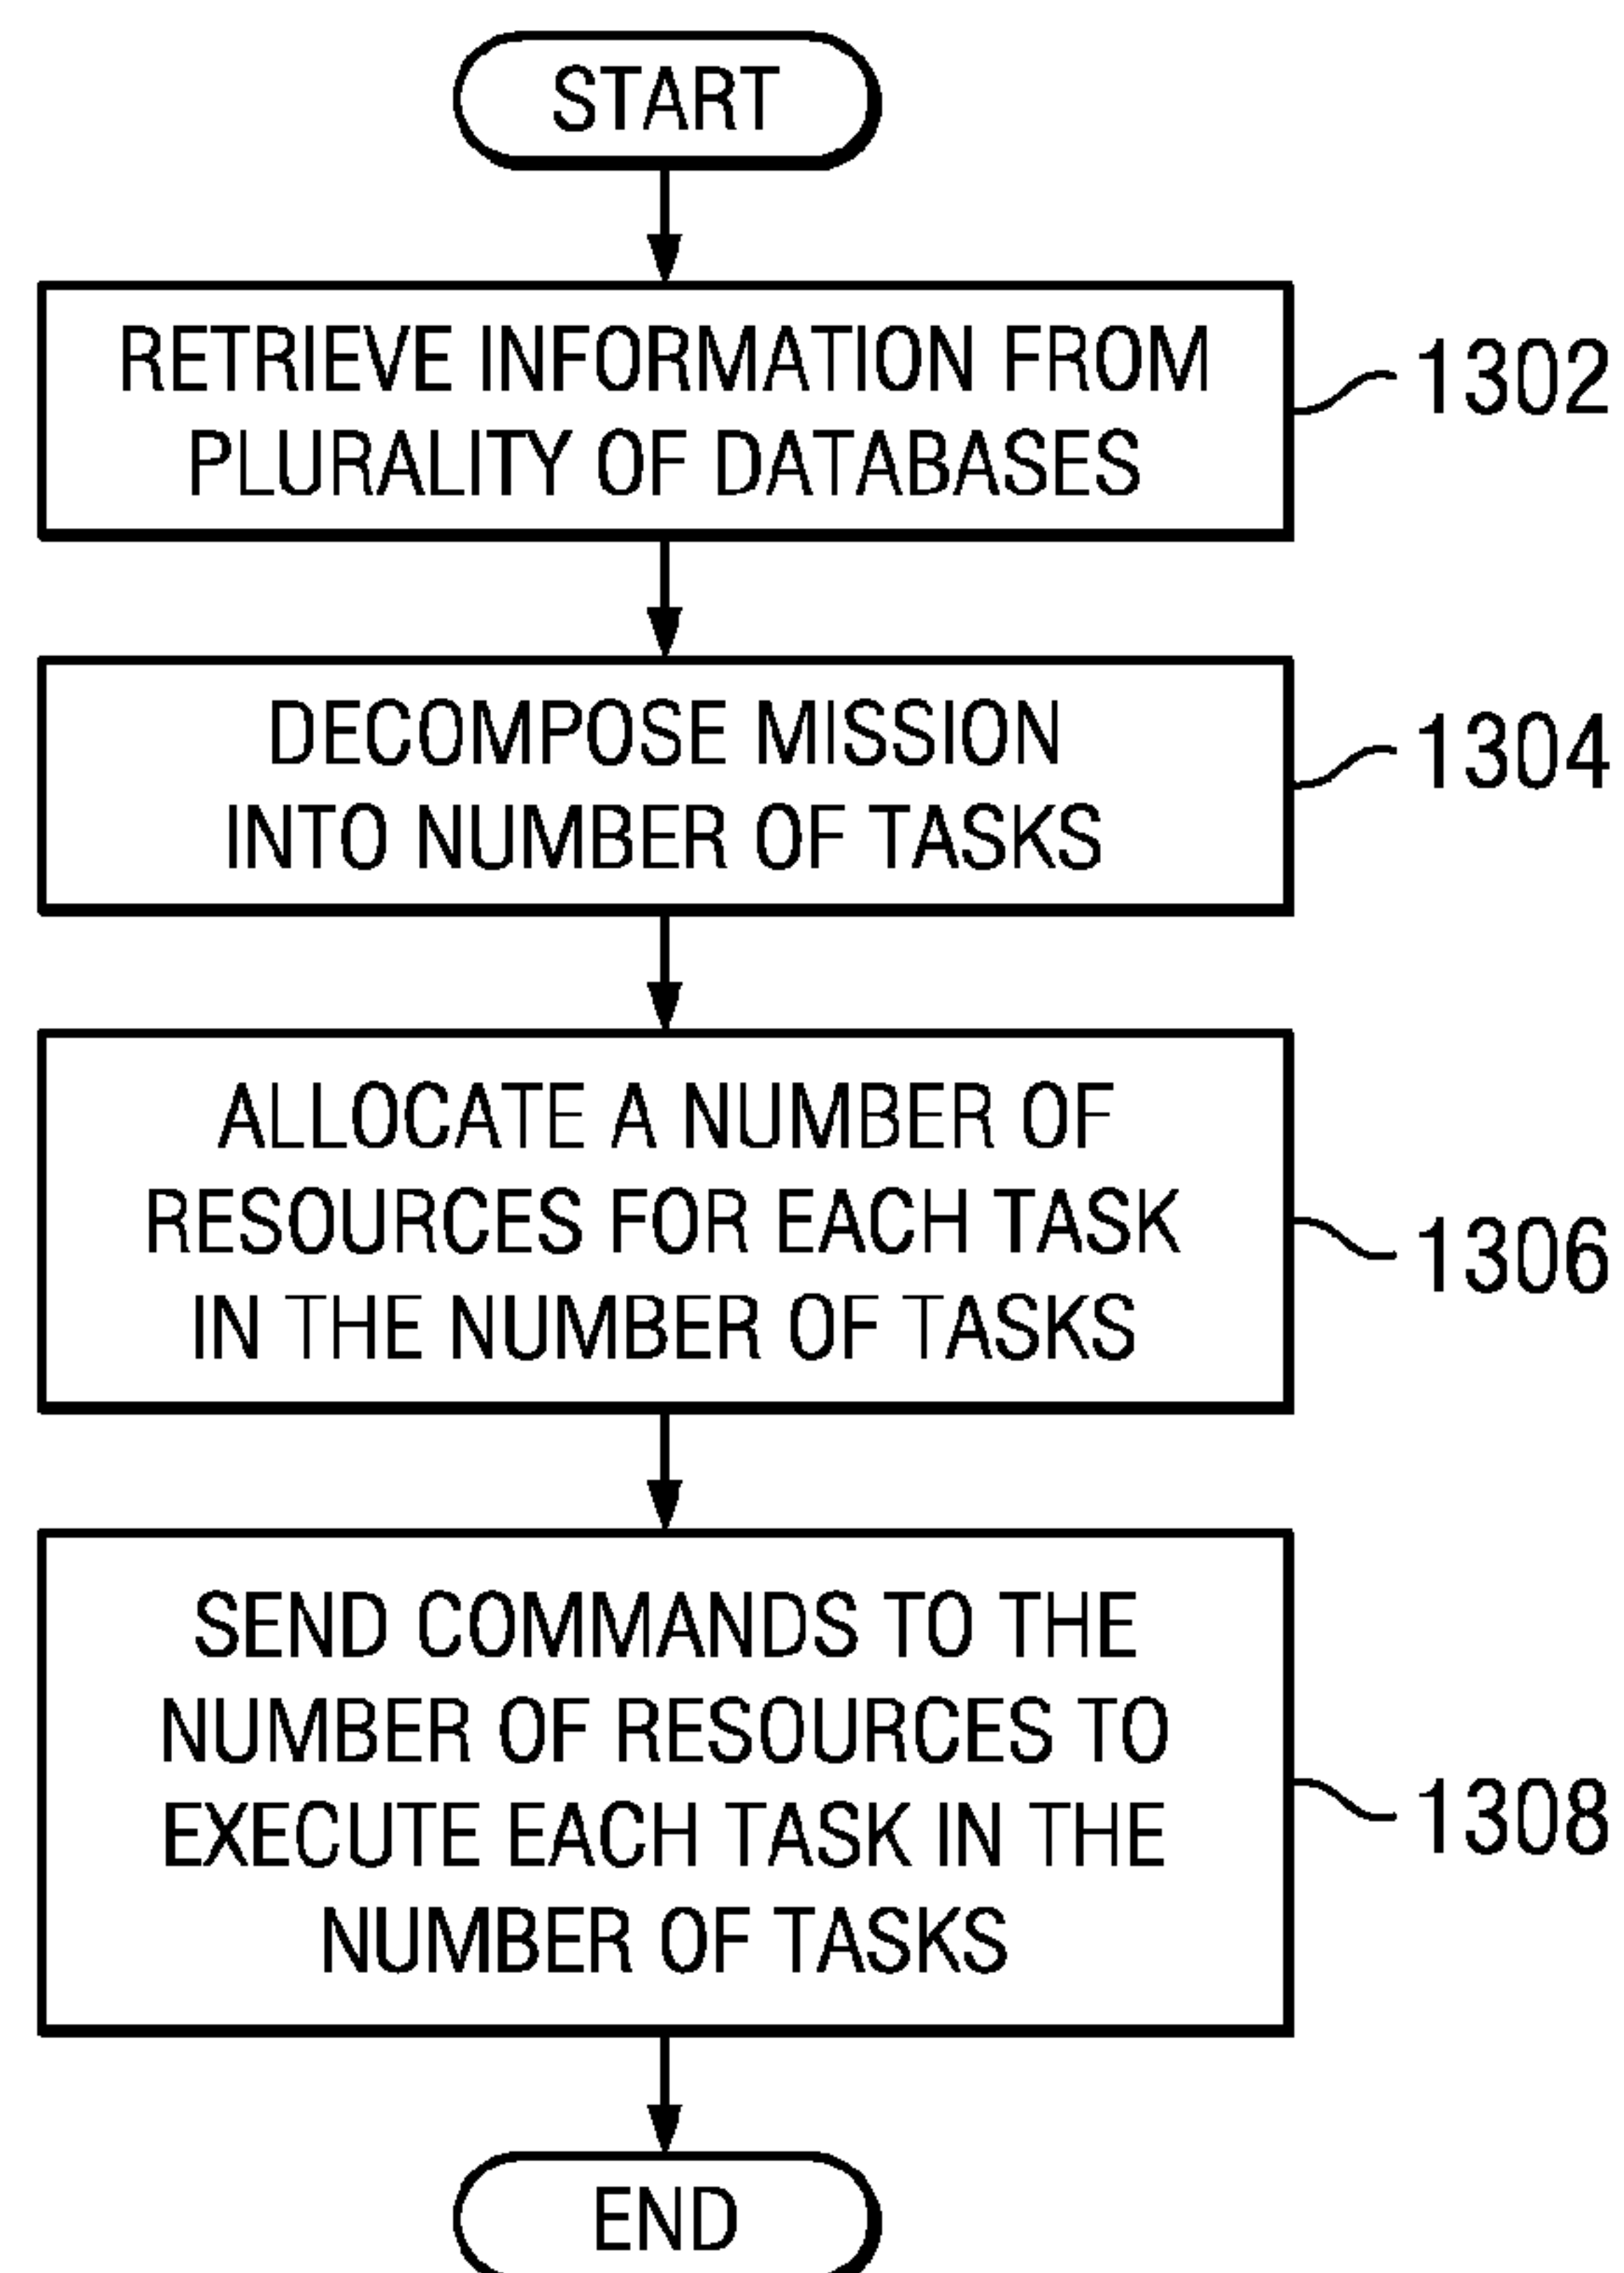 START
RETRIEVE INFORMATION FROM
PLURALITY OF DATABASES
1302
DECOMPOSE MISSION
INTO NUMBER OF TASKS
1304
ALLOCATE A NUMBER OF
RESOURCES FOR EACH TASK
IN THE NUMBER OF TASKS
1306
SEND COMMANDS TO THE
NUMBER OF RESOURCES TO
EXECUTE EACH TASK IN THE
NUMBER OF TASKS
1308
END